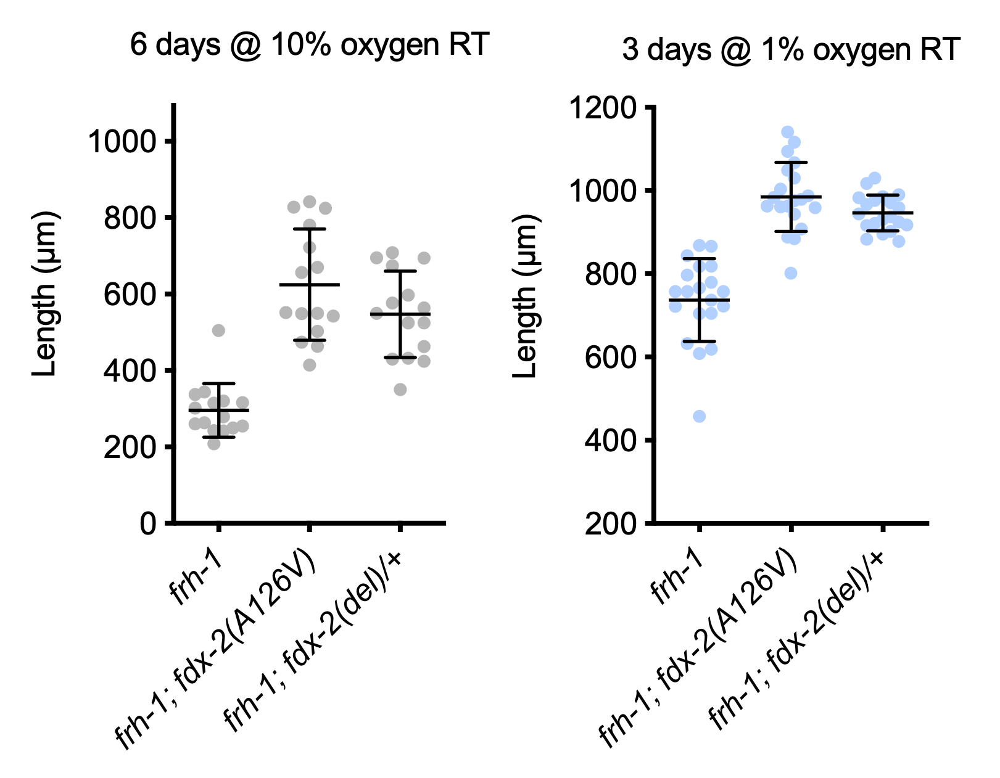 6 days @ 10% oxygen RT
Length (μm)
1000
800
600
400
200
0
frh-1
frh-1; fdx-2(A126V)
frh-1; fdx-2(del)/+
3 days @ 1% oxygen RT
Length (μm)
1200
1000
800
600
400
200
frh-1
frh-1; fdx-2(A126V)
frh-1; fdx-2(del)/+